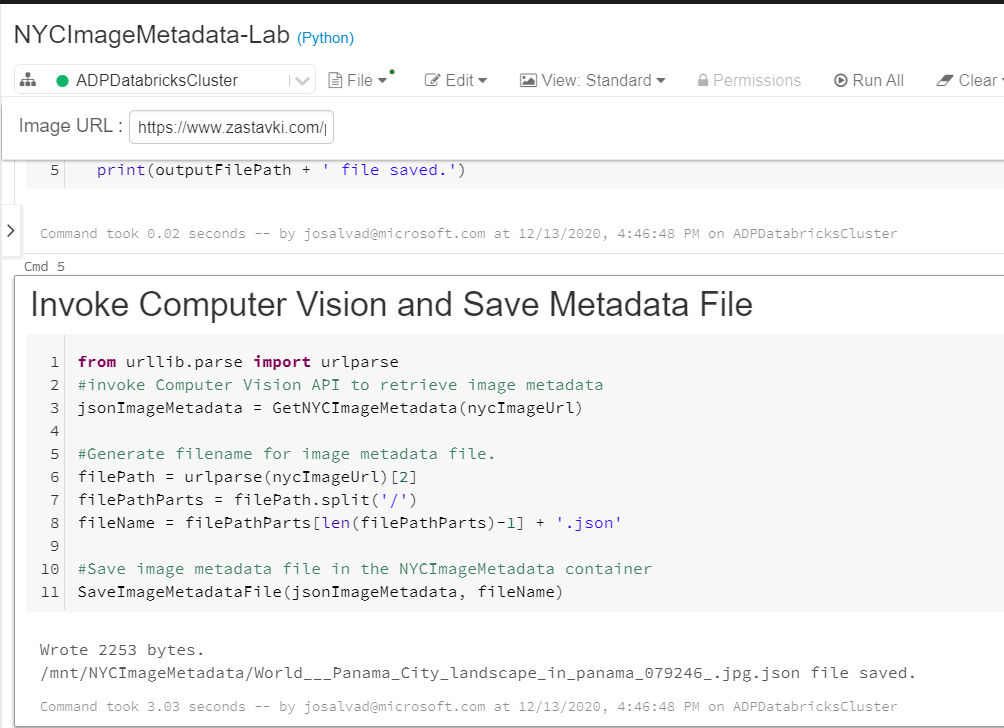 NYCImageMetadata-Lab (Python)
ADPDatabricksCluster File Edit View: Standard Permissions Run All Clear
Image URL : https://www.zastavki.com/
5 print(outputFilePath + ' file saved.')
Command took 0.02 seconds -- by josalvad@microsoft.com at 12/13/2020, 4:46:48 PM on ADPDatabricksCluster
Cmd 5
Invoke Computer Vision and Save Metadata File
1 from urllib.parse import urlparse
2 #invoke Computer Vision API to retrieve image metadata
3 jsonImageMetadata = GetNYCImageMetadata(nycImageUrl)
4
5 #Generate filename for image metadata file.
6 filePath = urlparse(nycImageUrl)[2]
7 filePathParts = filePath.split('/')
8 fileName = filePathParts[len(filePathParts)-1] + '.json'
9
10 #Save image metadata file in the NYCImageMetadata container
11 SaveImageMetadataFile(jsonImageMetadata, fileName)
Wrote 2253 bytes.
/mnt/NYCImageMetadata/World___Panama_City_landscape_in_panama_079246_.jpg.json file saved.
Command took 3.03 seconds -- by josalvad@microsoft.com at 12/13/2020, 4:46:48 PM on ADPDatabricksCluster